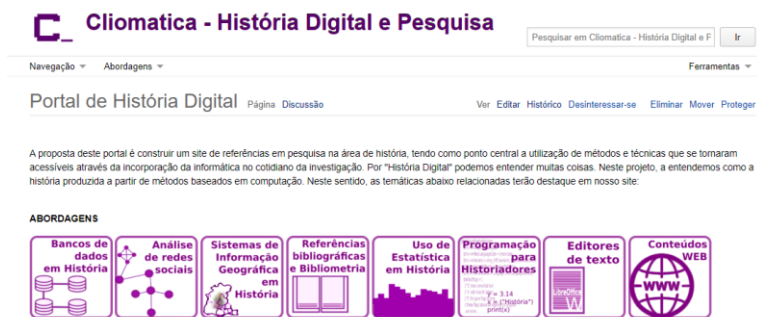 C_ Cliomatica - História Digital e Pesquisa
Pesquisar em Cliomatica - História Digital e P
Ir
Navegação Abordagens Ferramentas
Portal de História Digital Página Discussão Ver Editar Histórico Desinteressar-se Eliminar Mover Proteger
A proposta deste portal é construir um site de referências em pesquisa na área de história, tendo como ponto central a utilização de métodos e técnicas que se tornaram
acessíveis através da incorporação da informática no cotidiano da investigação. Por "História Digital" podemos entender muitas coisas. Neste projeto, a entendemos como a
história produzida a partir de métodos baseados em computação. Neste sentido, as temáticas abaixo relacionadas terão destaque em nosso site:
ABORDAGENS
Bancos de
dados
em História
Análise
de redes
sociais
Sistemas de
Informação
Geográfica
em
História
Referências
bibliográficas
e Bibliometria
Uso de
Estatística
em História
Programação
para
Historiadores
y = 3.14
x = ("História")
print(x)
Editores
de texto
LibreOffice
W
Conteúdos
WEB
WWW